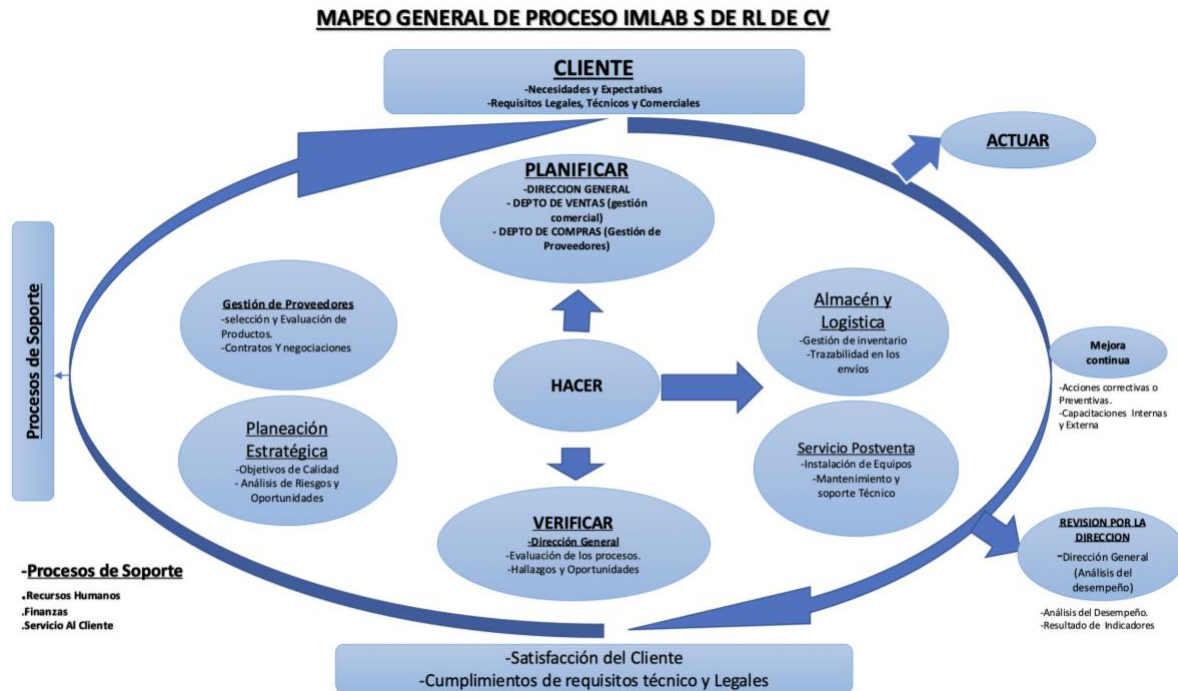 MAPEO GENERAL DE PROCESO IMLAB S DE RL DE CV
CLIENTE
-Necesidades y Expectativas
-Requisitos Legales, Técnicos y Comerciales
ACTUAR
PLANIFICAR
-DIRECCION GENERAL
- DEPTO DE VENTAS (gestión
comercial)
- DEPTO DE COMPRAS (Gestión de
Proveedores)
Procesos de Soporte
Gestión de Proveedores
-selección y Evaluación de
Productos.
-Contratos Y negociaciones
Almacén y
Logistica
-Gestión de inventario
-Trazabilidad en los
envíos
HACER
Mejora
continua
-Acciones correctivas o
Preventivas.
-Capacitaciones Internas
y Externa
Planeación
Estratégica
-Objetivos de Calidad
- Análisis de Riesgos y
Oportunidades
Servicio Postventa
-Instalación de Equipos
-Mantenimiento y
soporte Técnico
VERIFICAR
-Dirección General
-Evaluación de los procesos.
-Hallazgos y Oportunidades
REVISION POR LA
DIRECCION
-Dirección General
(Análisis del
desempeño)
-Análisis del Desempeño.
-Resultado de Indicadores
-Procesos de Soporte
.Recursos Humanos
.Finanzas
.Servicio Al Cliente
-Satisfacción del Cliente
-Cumplimientos de requisitos técnico y Legales